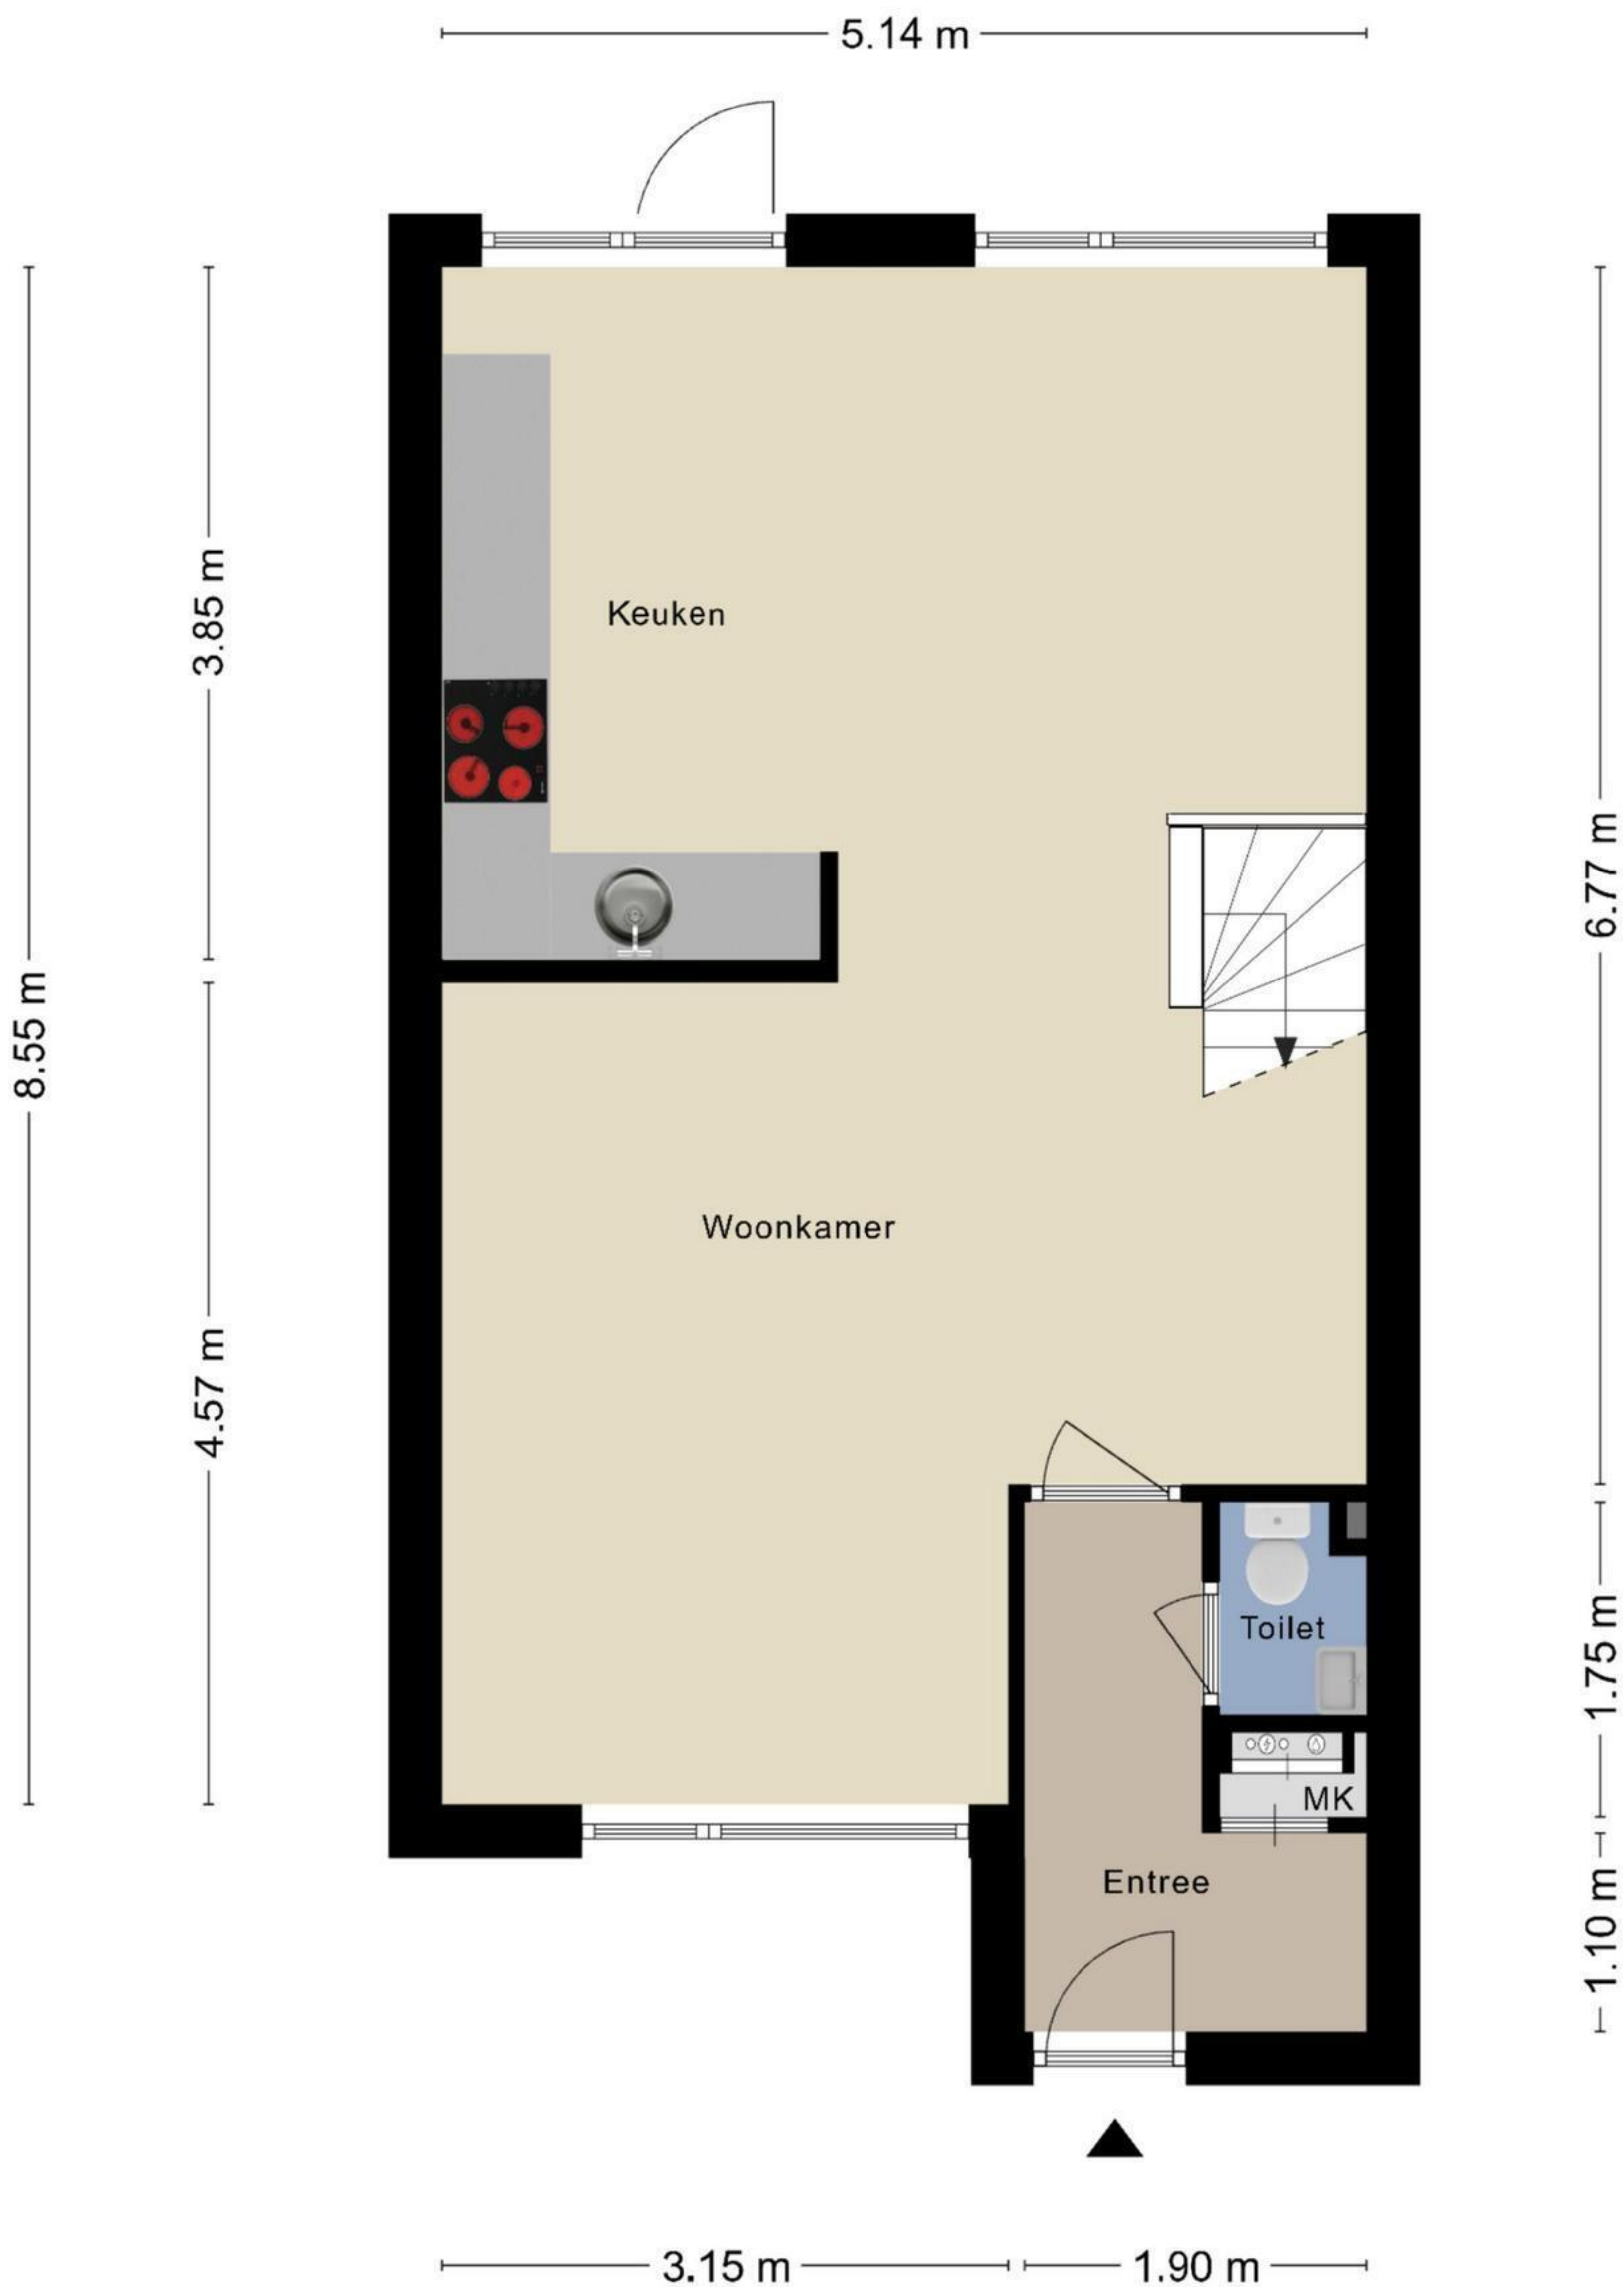 5.14 m
Keuken
3.85 m
6.77 m
8.55 m
Woonkamer
4.57 m
Toilet
1.75 m
MK
Entree
1.10 m
3.15 m
1.90 m